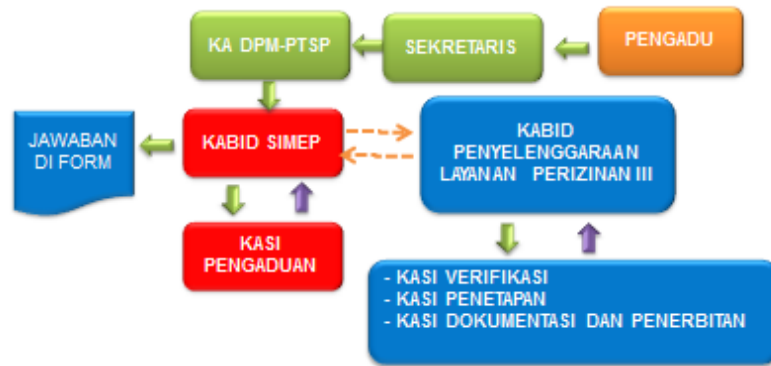 KA DPM-PTSP
SEKRETARIS
PENGADU
JAWABAN
DI FORM
KABID SIMEP
KABID
PENYELENGGARAAN
LAYANAN PERIZINAN III
KASI
PENGADUAN
- KASI VERIFIKASI
- KASI PENETAPAN
- KASI DOKUMENTASI DAN PENERBITAN